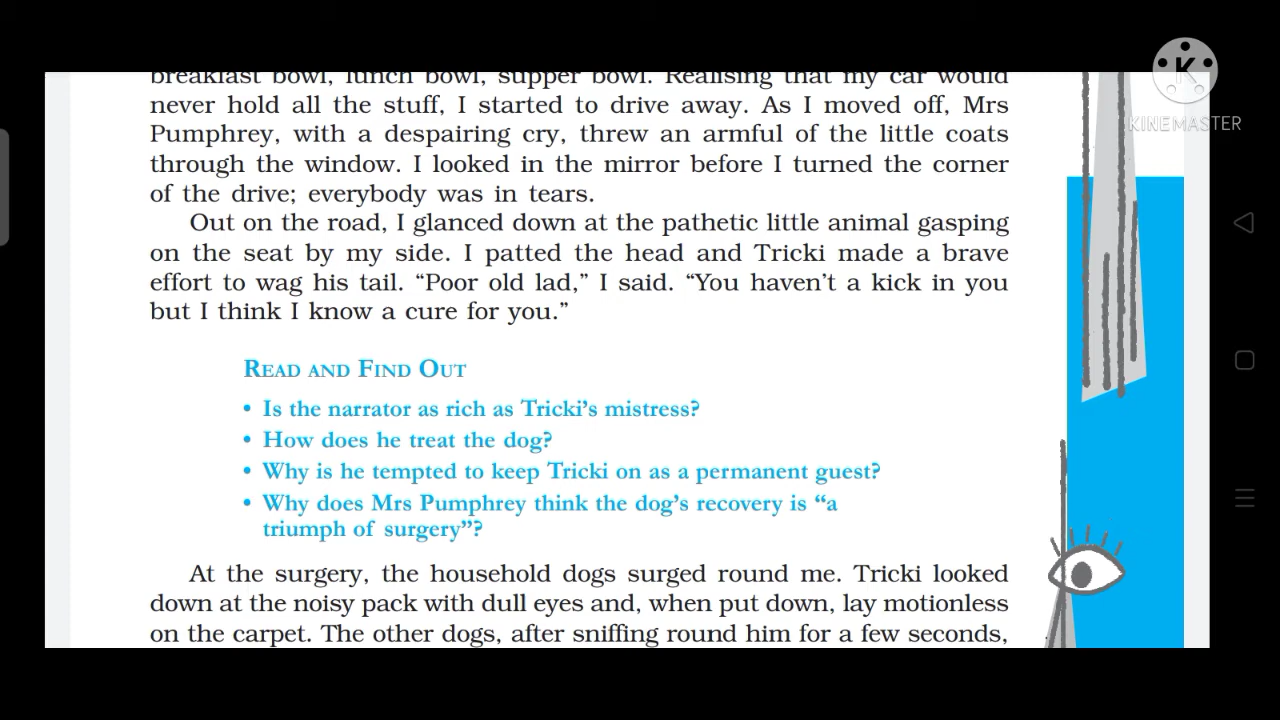 breakfast bowl, lunch bowl, supper bowl. Realising that my car would
never hold all the stuff, I started to drive away. As I moved off, Mrs
Pumphrey, with a despairing cry, threw an armful of the little coats
through the window. I looked in the mirror before I turned the corner
of the drive; everybody was in tears.
Out on the road, I glanced down at the pathetic little animal gasping
on the seat by my side. I patted the head and Tricki made a brave
effort to wag his tail. “Poor old lad,” I said. “You haven’t a kick in you
but I think I know a cure for you.”
READ AND FIND OUT
• Is the narrator as rich as Tricki’s mistress?
• How does he treat the dog?
• Why is he tempted to keep Tricki on as a permanent guest?
• Why does Mrs Pumphrey think the dog’s recovery is “a
triumph of surgery”?
At the surgery, the household dogs surged round me. Tricki looked
down at the noisy pack with dull eyes and, when put down, lay motionless
on the carpet. The other dogs, after sniffing round him for a few seconds,
K
KINEMASTER